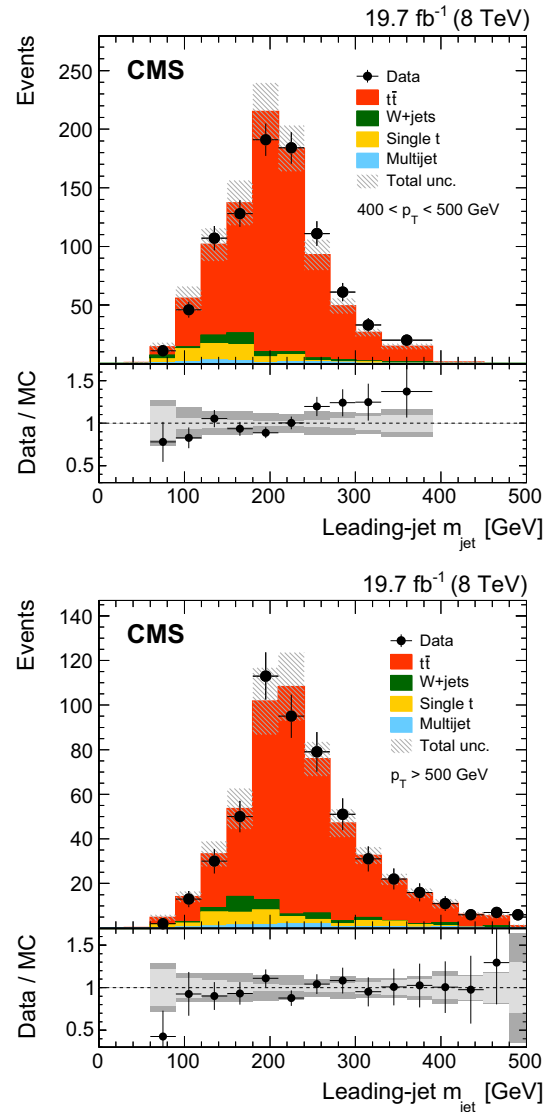 19.7 fb⁻¹ (8 TeV)
Events
CMS
Data
tt̄
W+jets
Single t
Multijet
Total unc.
400 < p_T < 500 GeV
250
200
150
100
50
Data / MC
1.5
1
0.5
0 100 200 300 400 500
Leading-jet m_jet [GeV]
19.7 fb⁻¹ (8 TeV)
Events
CMS
Data
tt̄
W+jets
Single t
Multijet
Total unc.
p_T > 500 GeV
140
120
100
80
60
40
20
Data / MC
1.5
1
0.5
0 100 200 300 400 500
Leading-jet m_jet [GeV]